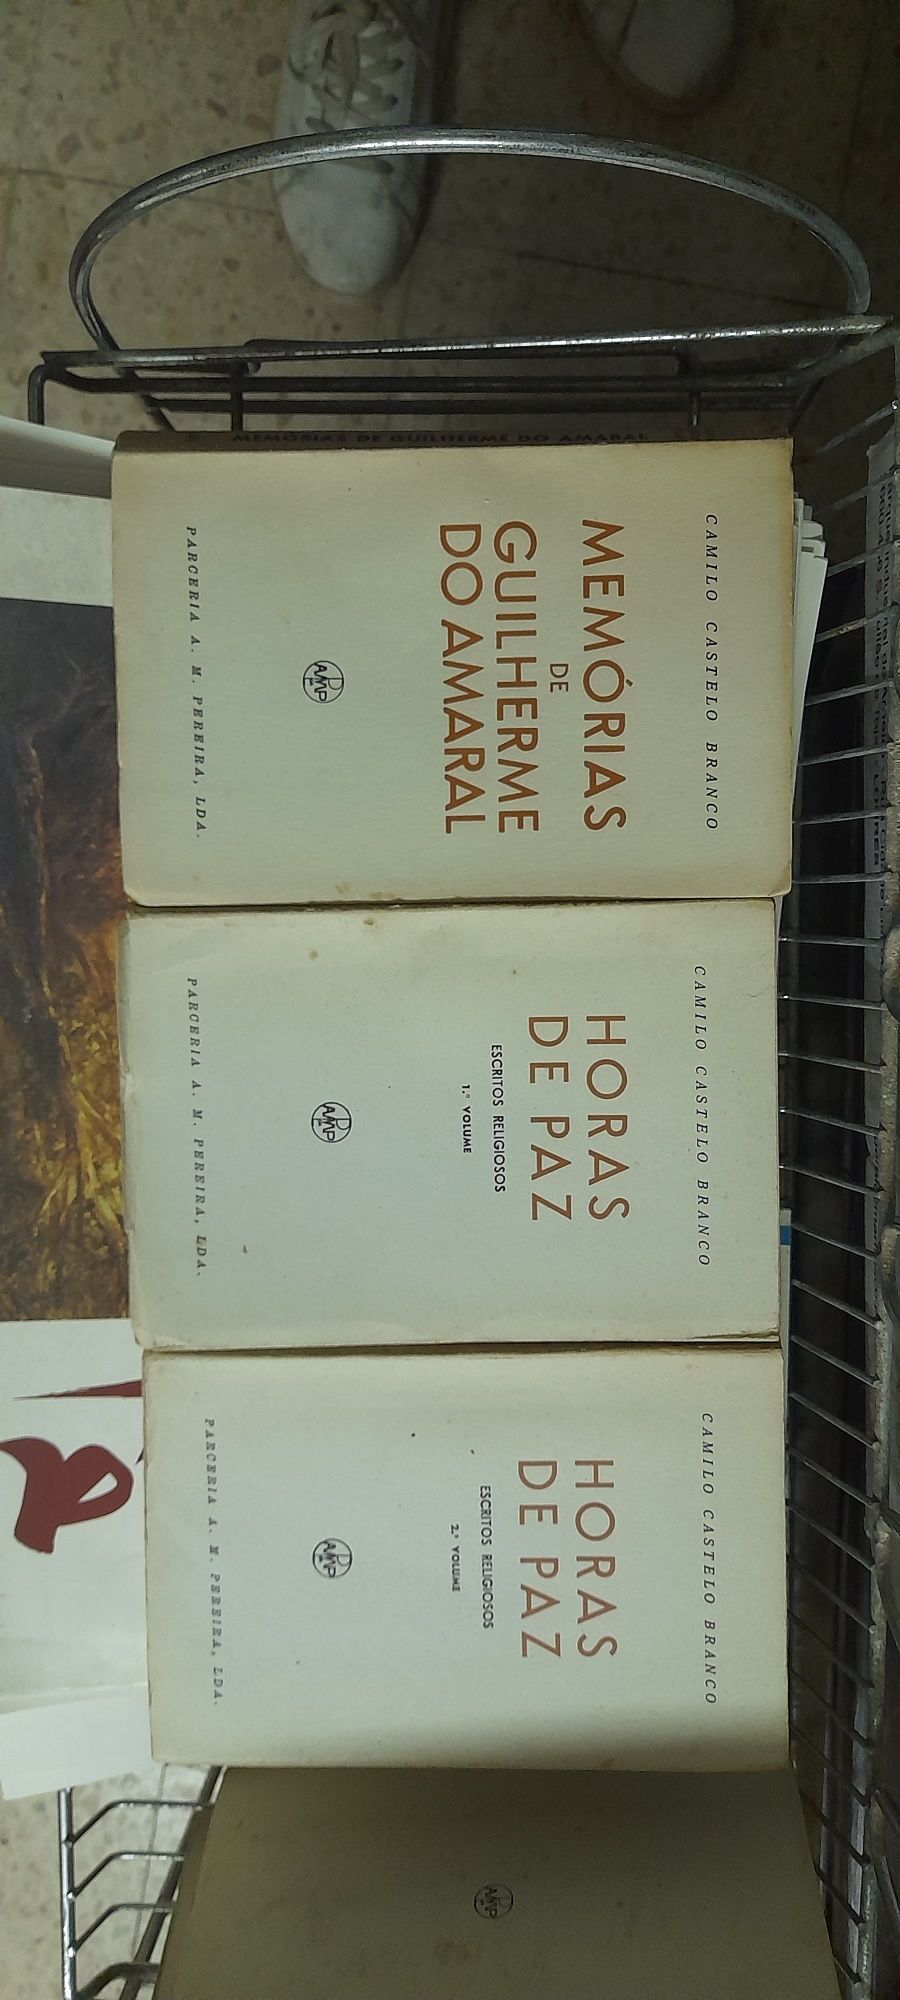 MEMÓRIAS DE GUILHERME DO AMARAL
CAMILO CASTELO BRANCO
MEMÓRIAS
DE
GUILHERME
DO AMARAL
AMP
PARCERIA A. M. PEREIRA, LDA.
CAMILO CASTELO BRANCO
HORAS
DE PAZ
ESCRITOS RELIGIOSOS
1.º VOLUME
AMP
PARCERIA A. M. PEREIRA, LDA.
CAMILO CASTELO BRANCO
HORAS
DE PAZ
ESCRITOS RELIGIOSOS
2.º VOLUME
AMP
PARCERIA A. M. PEREIRA, LDA.
AMP